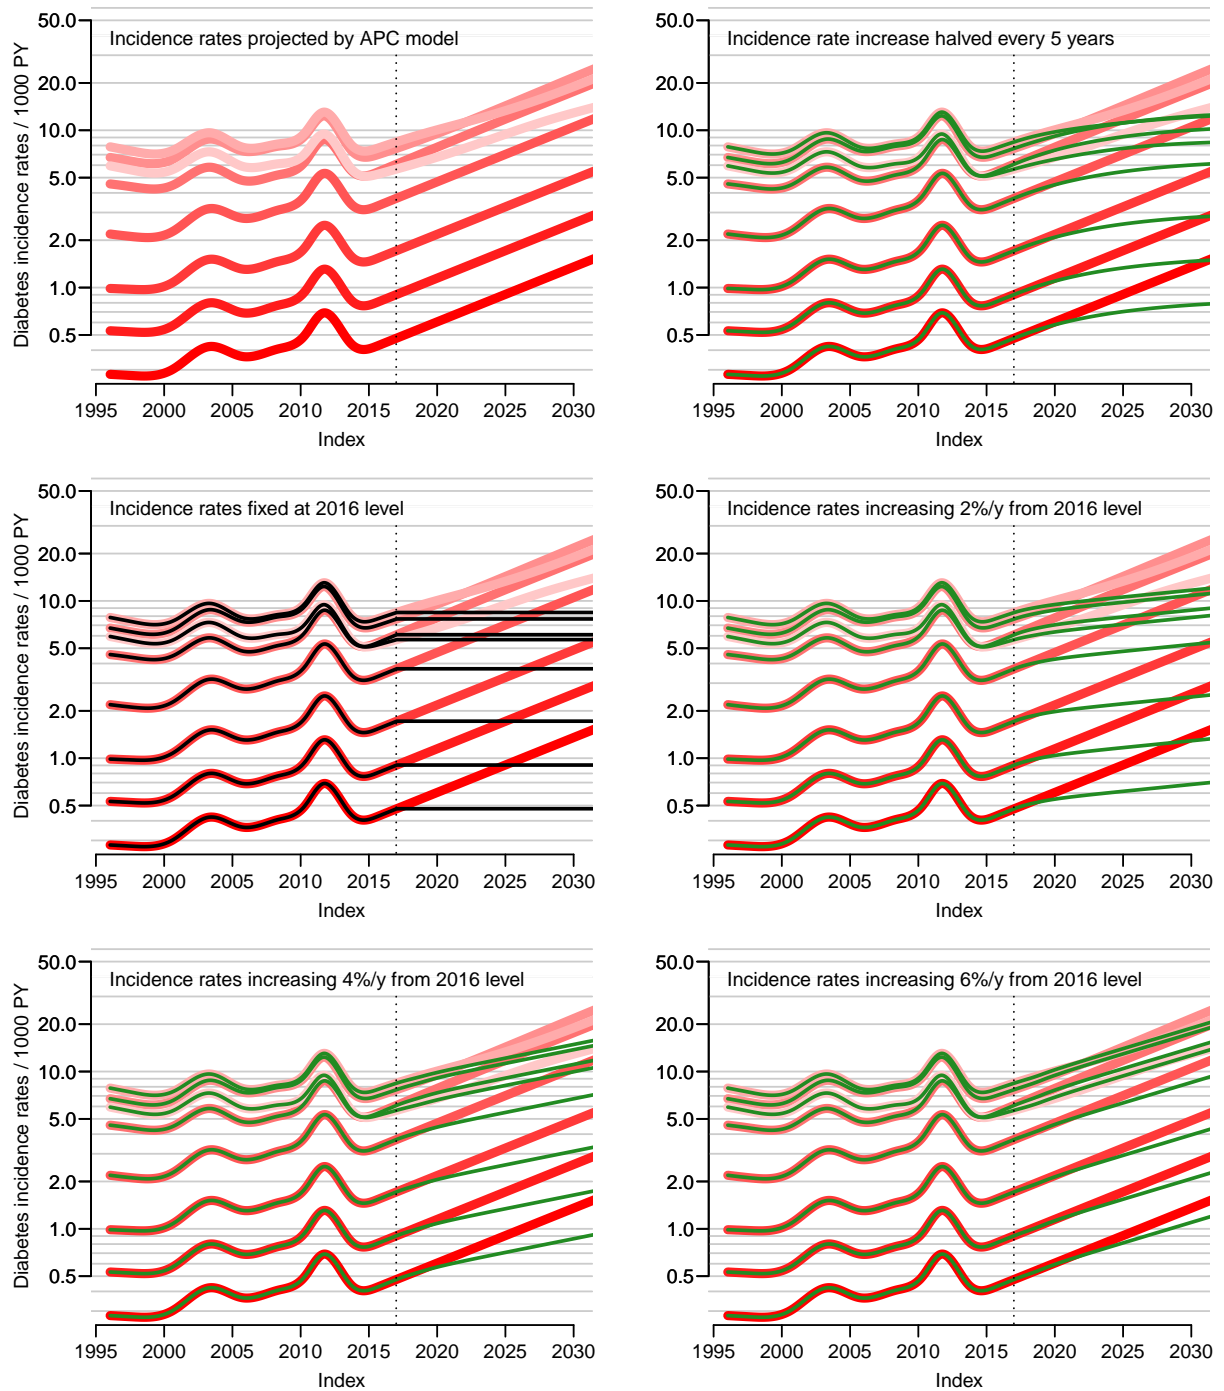 Incidence rates projected by APC model
Diabetes incidence rates / 1000 PY
50.0
20.0
10.0
5.0
2.0
1.0
0.5
1995 2000 2005 2010 2015 2020 2025 2030
Index
Incidence rate increase halved every 5 years
50.0
20.0
10.0
5.0
2.0
1.0
0.5
1995 2000 2005 2010 2015 2020 2025 2030
Index
Incidence rates fixed at 2016 level
Diabetes incidence rates / 1000 PY
50.0
20.0
10.0
5.0
2.0
1.0
0.5
1995 2000 2005 2010 2015 2020 2025 2030
Index
Incidence rates increasing 2%/y from 2016 level
50.0
20.0
10.0
5.0
2.0
1.0
0.5
1995 2000 2005 2010 2015 2020 2025 2030
Index
Incidence rates increasing 4%/y from 2016 level
Diabetes incidence rates / 1000 PY
50.0
20.0
10.0
5.0
2.0
1.0
0.5
1995 2000 2005 2010 2015 2020 2025 2030
Index
Incidence rates increasing 6%/y from 2016 level
50.0
20.0
10.0
5.0
2.0
1.0
0.5
1995 2000 2005 2010 2015 2020 2025 2030
Index